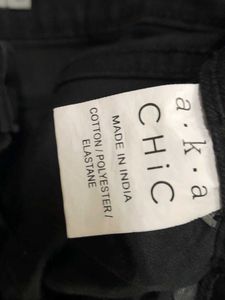 a.k.a
CHiC
MADE IN INDIA
COTTON / POLYESTER /
ELASTANE